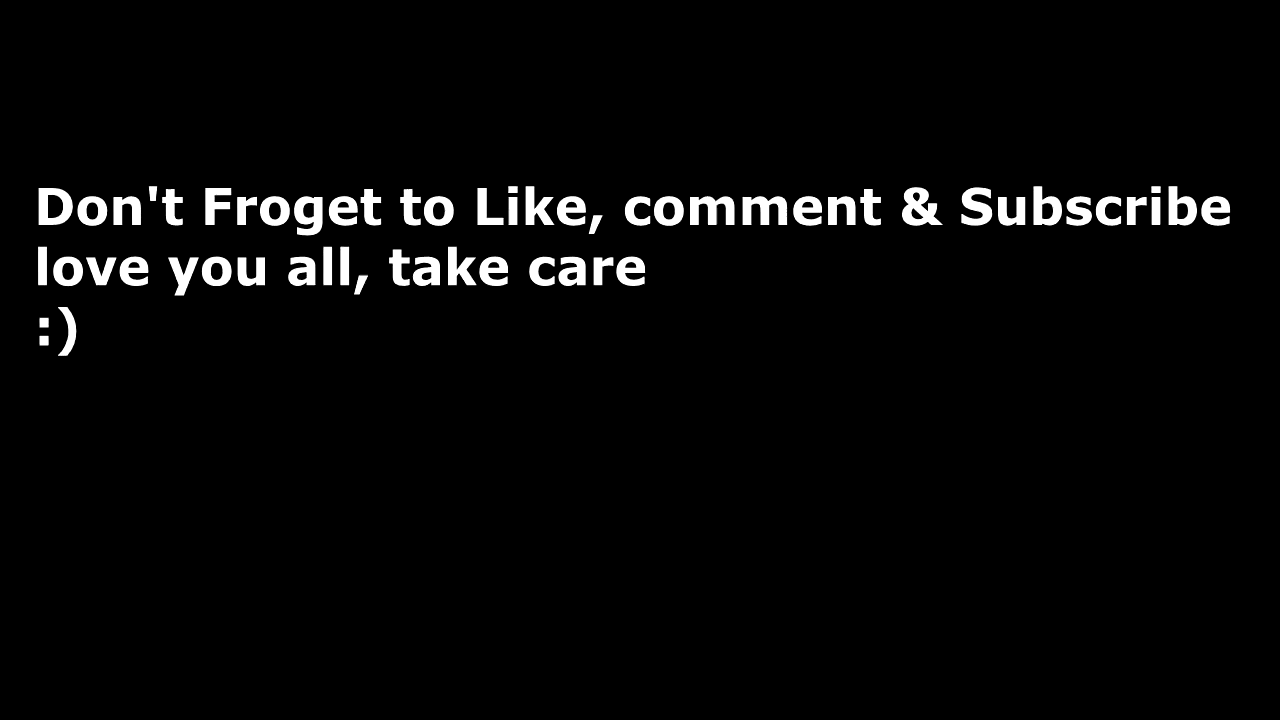 Don't Froget to Like, comment & Subscribe
love you all, take care
:)